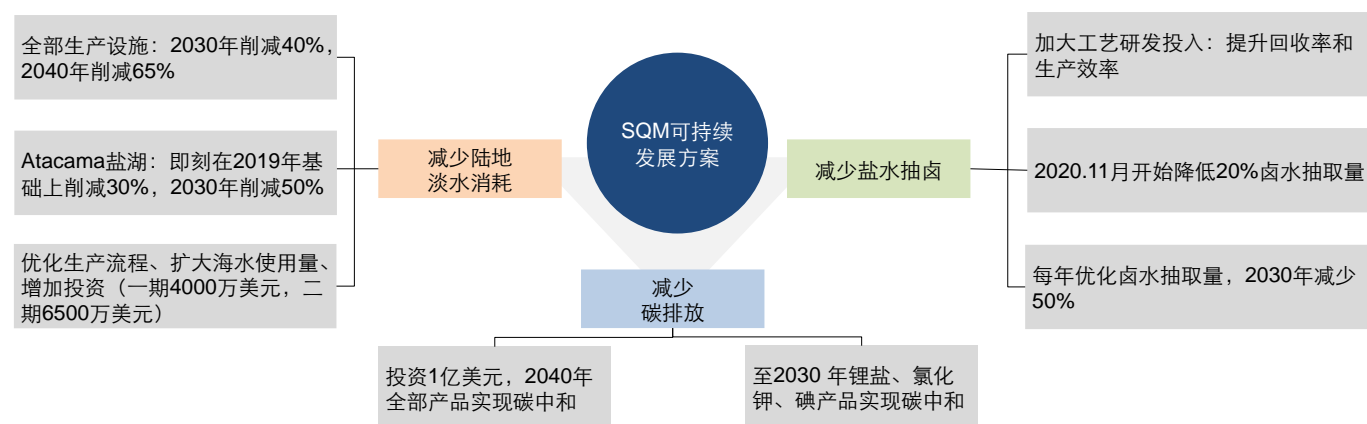 SQM可持续
发展方案
减少陆地
淡水消耗
全部生产设施：2030年削减40%，
2040年削减65%
Atacama盐湖：即刻在2019年基
础上削减30%，2030年削减50%
优化生产流程、扩大海水使用量、
增加投资（一期4000万美元，二
期6500万美元）
减少盐水抽卤
加大工艺研发投入：提升回收率和
生产效率
2020.11月开始降低20%卤水抽取量
每年优化卤水抽取量，2030年减少
50%
减少
碳排放
投资1亿美元，2040年
全部产品实现碳中和
至2030 年锂盐、氯化
钾、碘产品实现碳中和